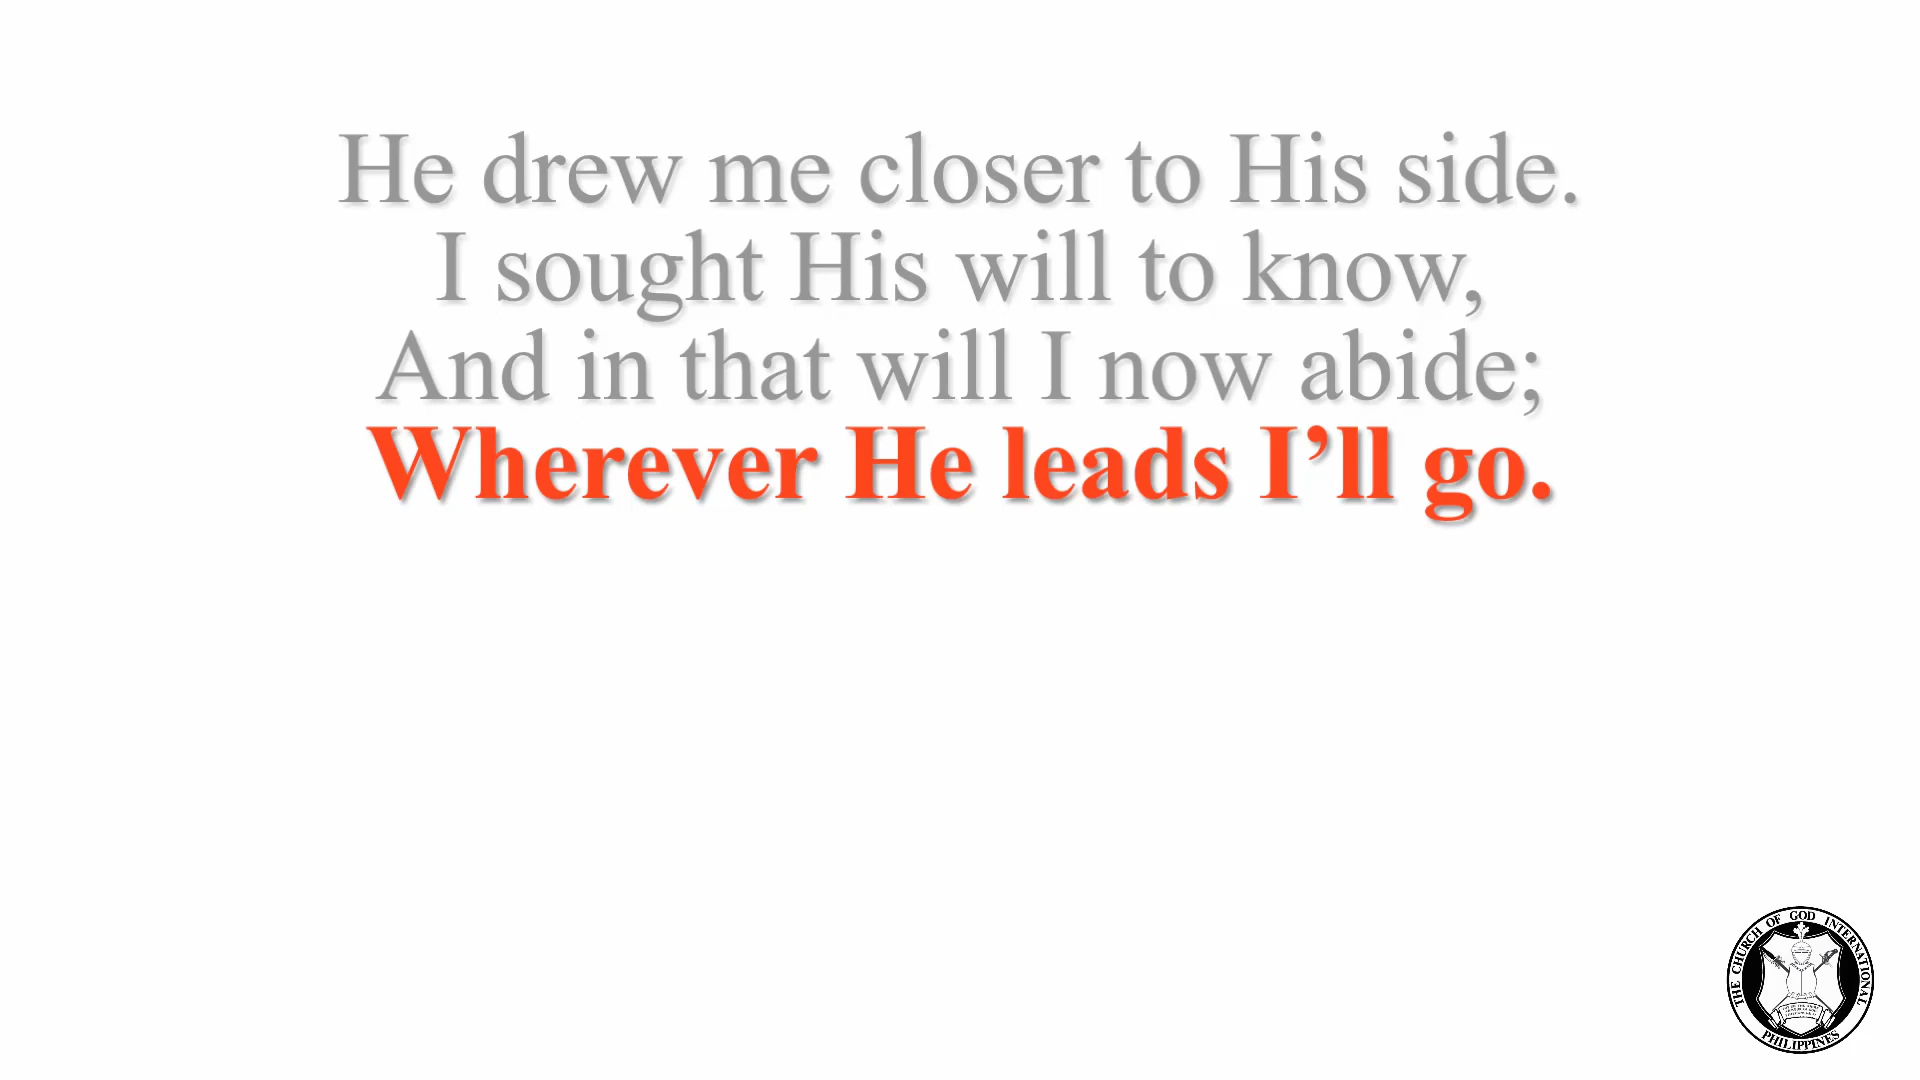 He drew me closer to His side.
I sought His will to know,
And in that will I now abide;
Wherever He leads I’ll go.
THE CHURCH OF GOD INTERNATIONAL
PHILIPPINES